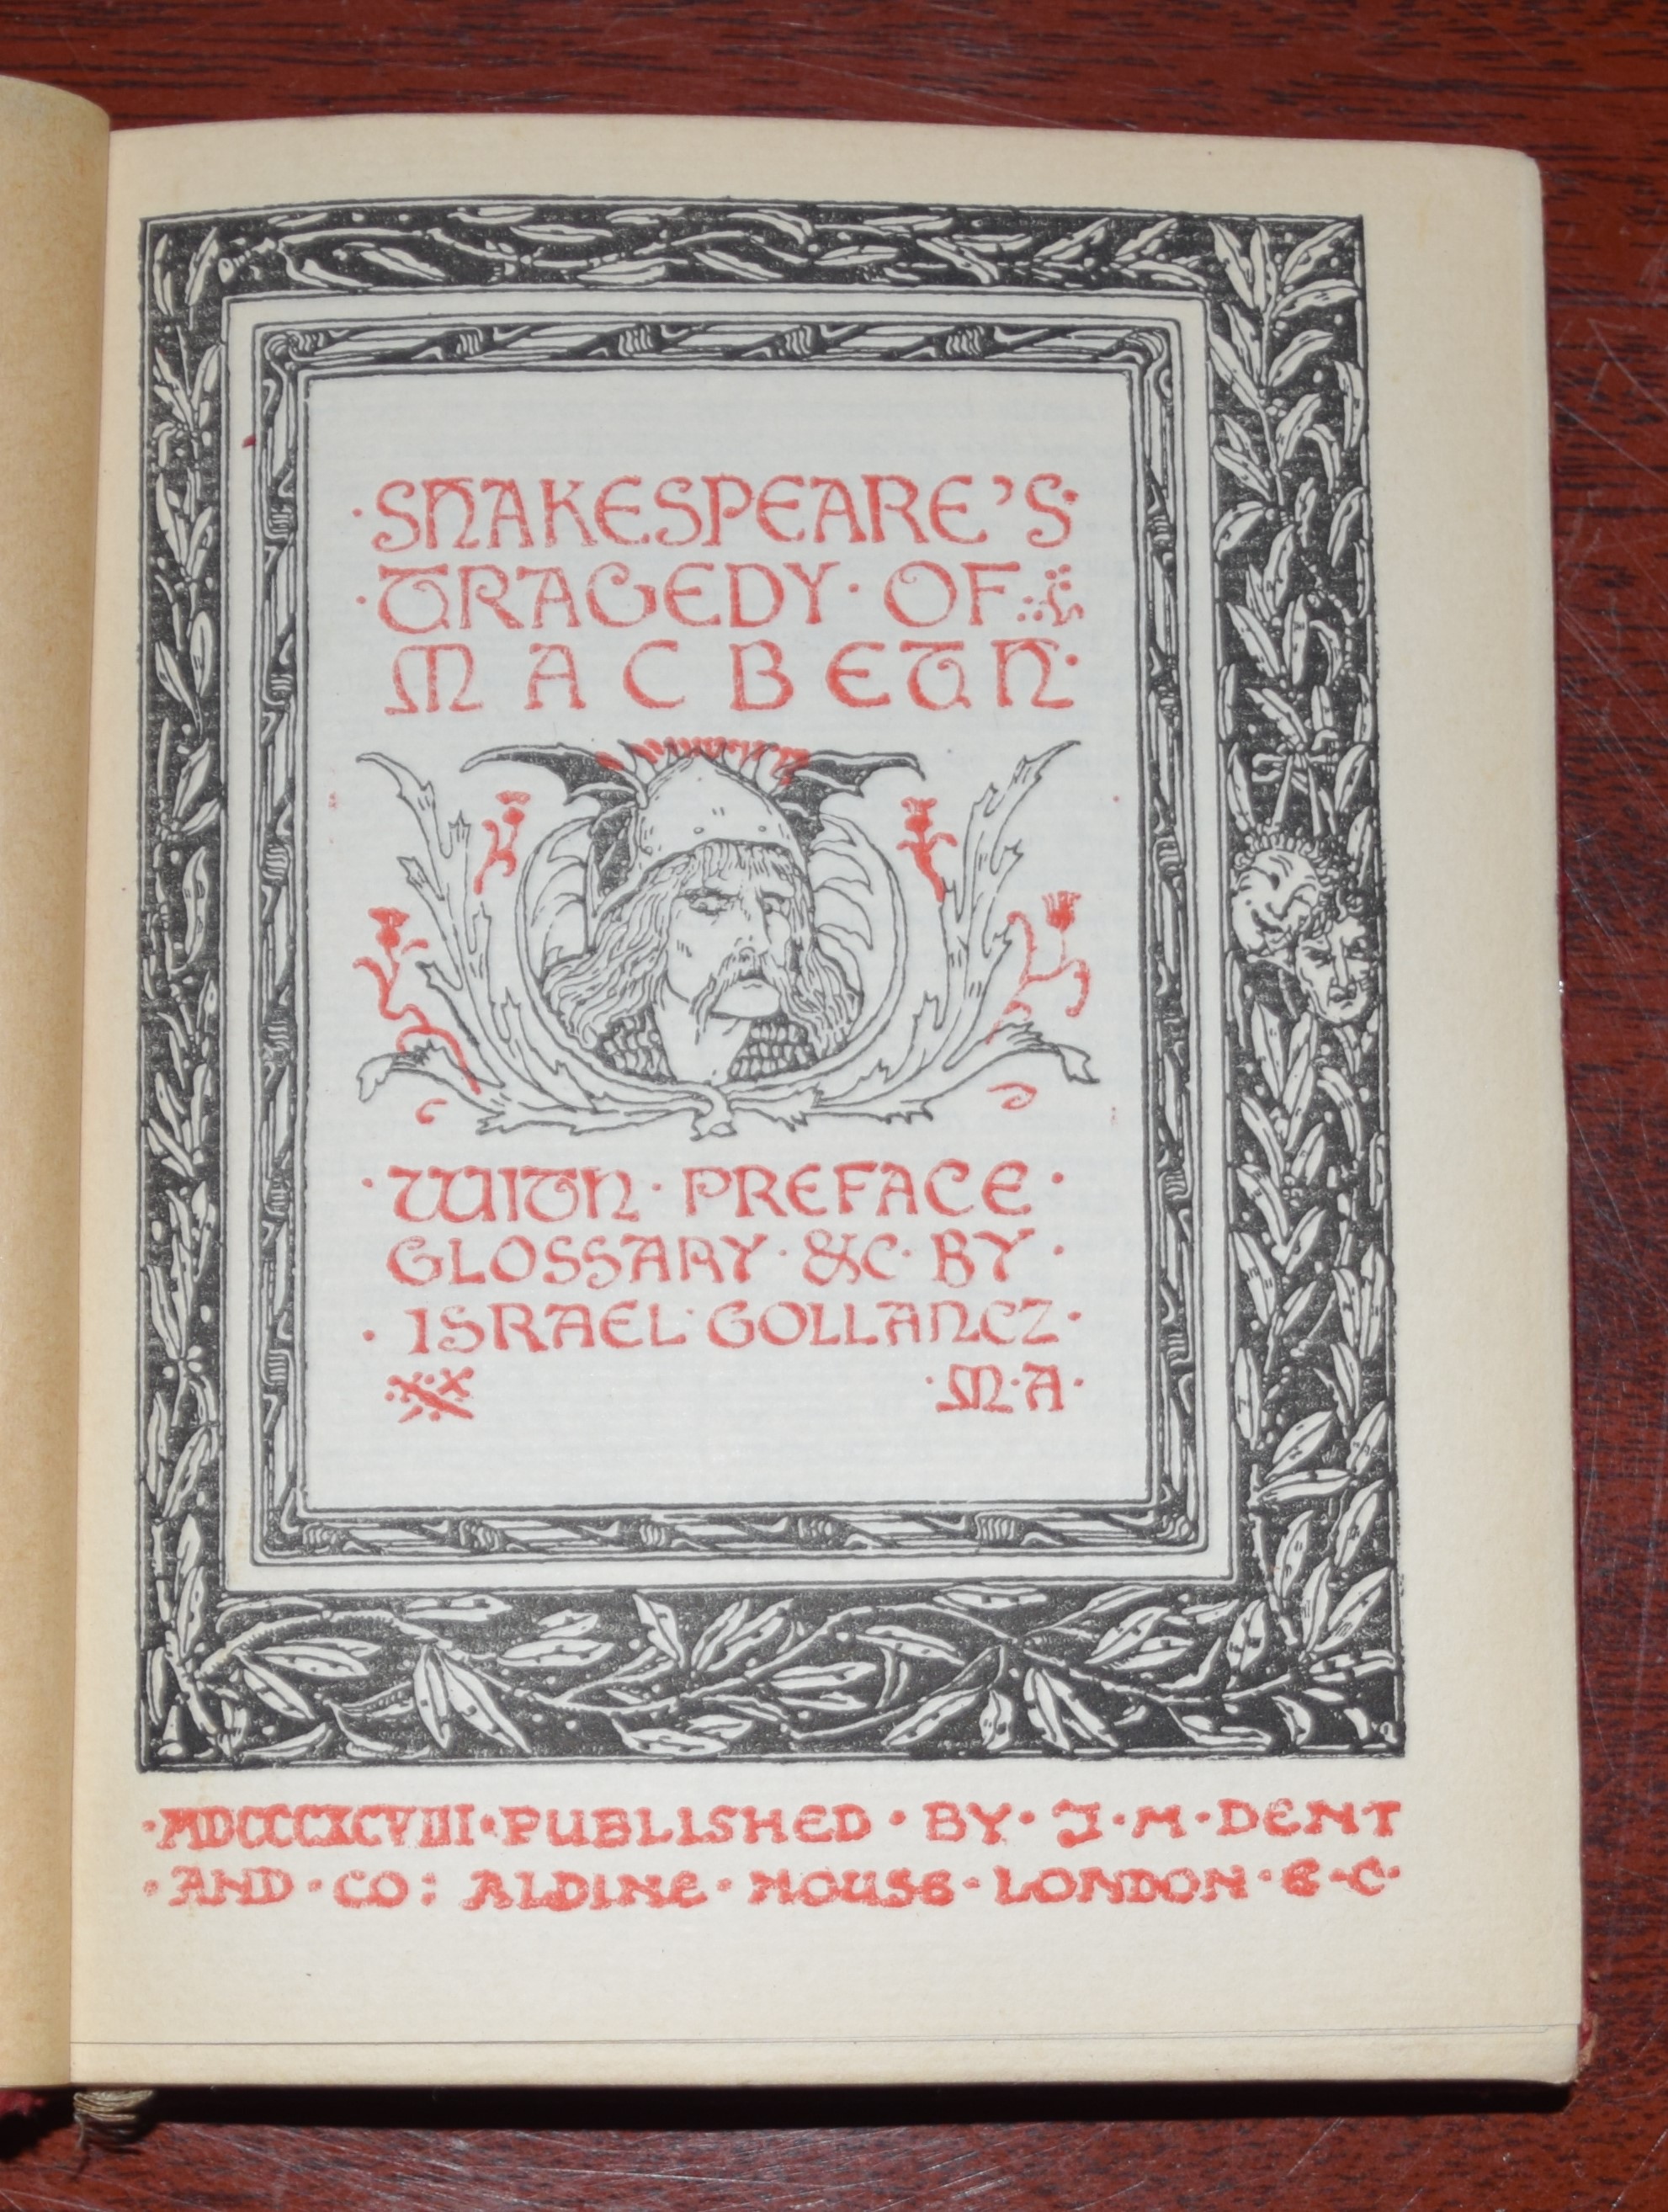 ·SHAKESPEARE'S·
·TRAGEDY· OF
MACBETH·
·WITH· PREFACE·
GLOSSARY· &C· BY·
· ISRAEL· GOLLANCZ·
·M·A·
·MDCCCXCVIII·PUBLISHED· BY· J·M·DENT
·AND·CO: ALDINE·HOUSE·LONDON·E·C·